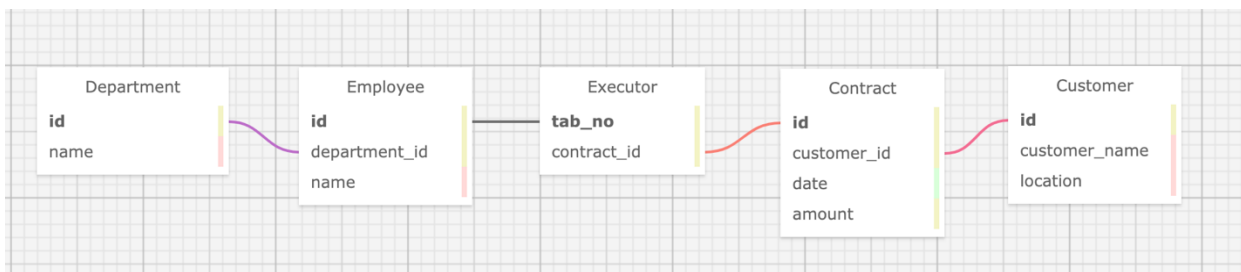 Department
id
name
Employee
id
department_id
name
Executor
tab_no
contract_id
Contract
id
customer_id
date
amount
Customer
id
customer_name
location